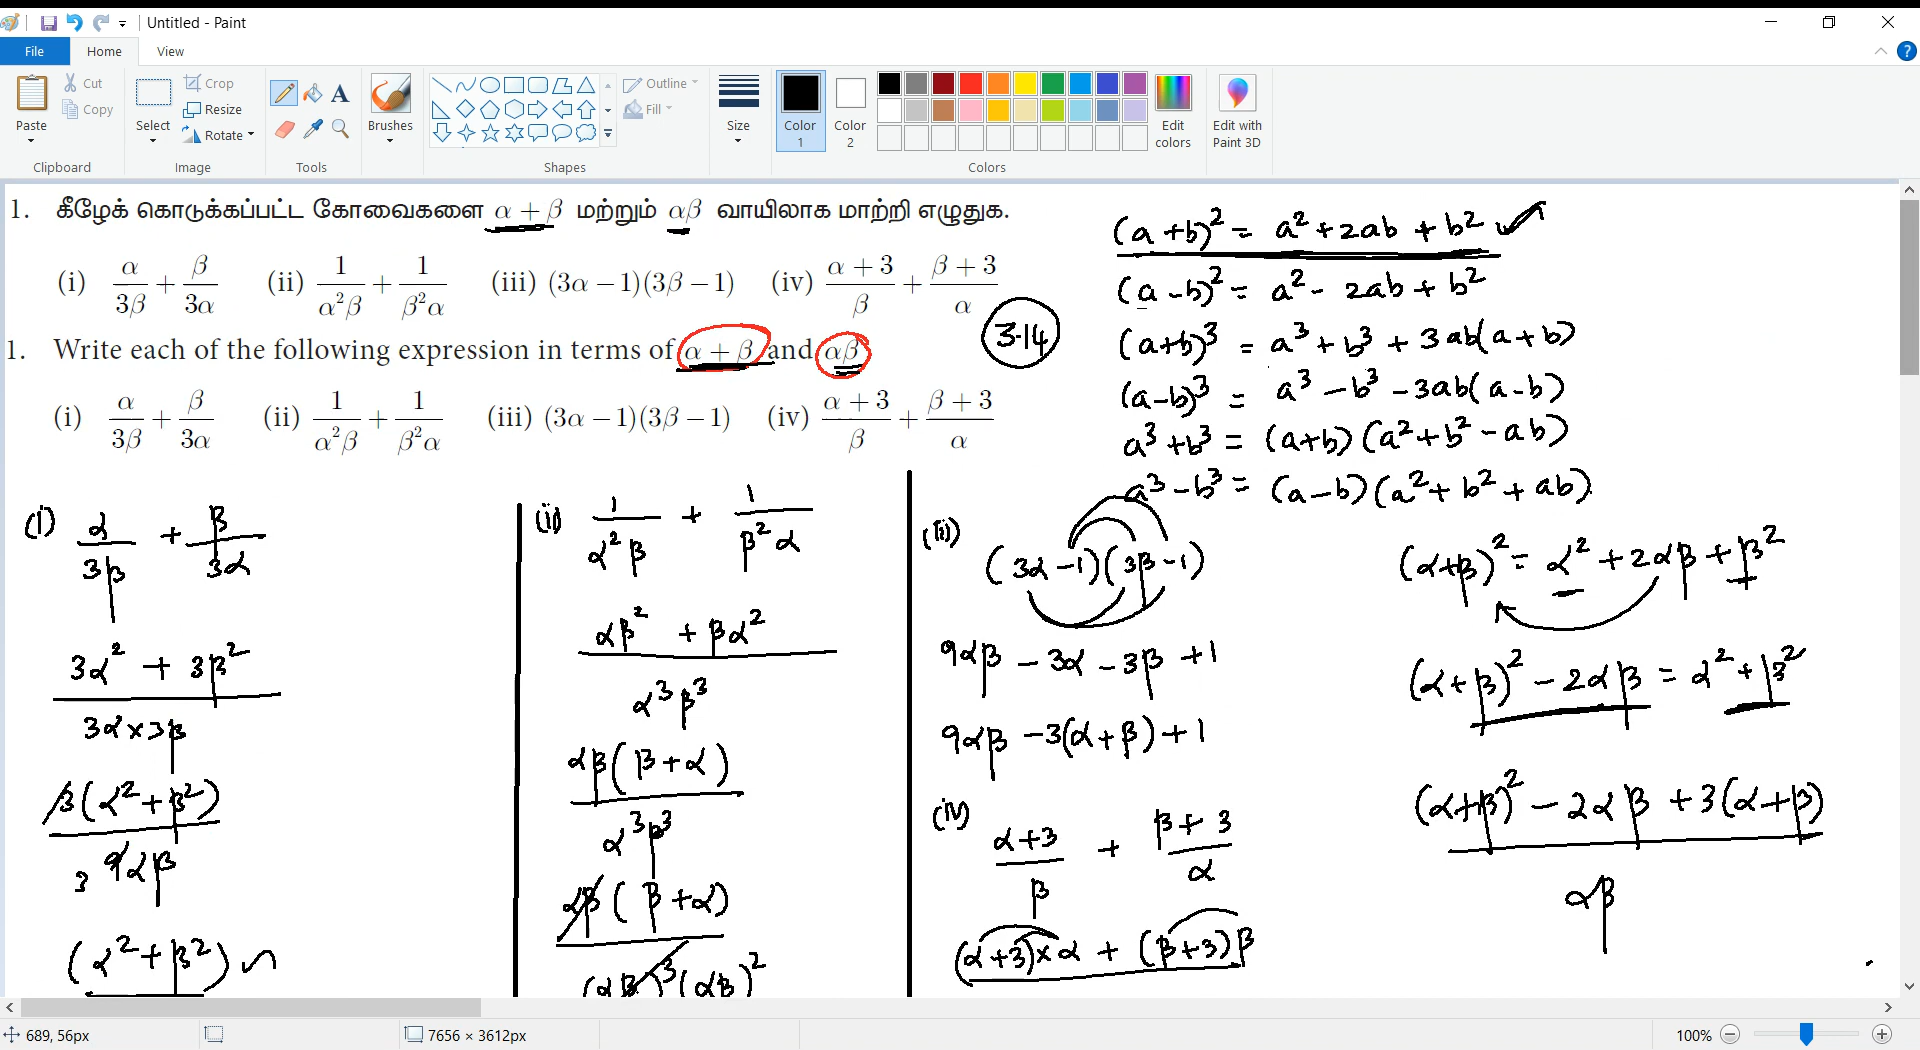 Untitled - Paint
File Home View
Paste
Cut
Copy
Clipboard
Select
Crop
Resize
Rotate
Image
Tools
Brushes
Shapes
Outline
Fill
Size
Color 1
Color 2
Colors
Edit colors
Edit with Paint 3D
1. கீழேக் கொடுக்கப்பட்ட கோவைகளை α + β மற்றும் αβ வாயிலாக மாற்றி எழுதுக.
(i) α/3β + β/3α (ii) 1/α²β + 1/β²α (iii) (3α − 1)(3β − 1) (iv) (α + 3)/β + (β + 3)/α
1. Write each of the following expression in terms of α + β and αβ
(i) α/3β + β/3α (ii) 1/α²β + 1/β²α (iii) (3α − 1)(3β − 1) (iv) (α + 3)/β + (β + 3)/α
3.14
(a+b)² = a² + 2ab + b²
(a-b)² = a² - 2ab + b²
(a+b)³ = a³ + b³ + 3ab(a+b)
(a-b)³ = a³ - b³ - 3ab(a-b)
a³ + b³ = (a+b)(a² + b² - ab)
a³ - b³ = (a-b)(a² + b² + ab)
(i) α/3β + β/3α
3α² + 3β²
3α × 3β
3(α² + β²)
3 9αβ
(α² + β²)
(ii) 1/α²β + 1/β²α
αβ² + βα²
α³β³
αβ(β + α)
α³β³
αβ(β + α)
(αβ)³ (αβ)²
(iii)
(3α - 1)(3β - 1)
9αβ - 3α - 3β + 1
9αβ - 3(α + β) + 1
(iv) (α+3)/β + (β+3)/α
(α+3)×α + (β+3)β
(α+β)² = α² + 2αβ + β²
(α+β)² - 2αβ = α² + β²
(α+β)² - 2αβ + 3(α+β)
αβ
689, 56px
7656 × 3612px
100%